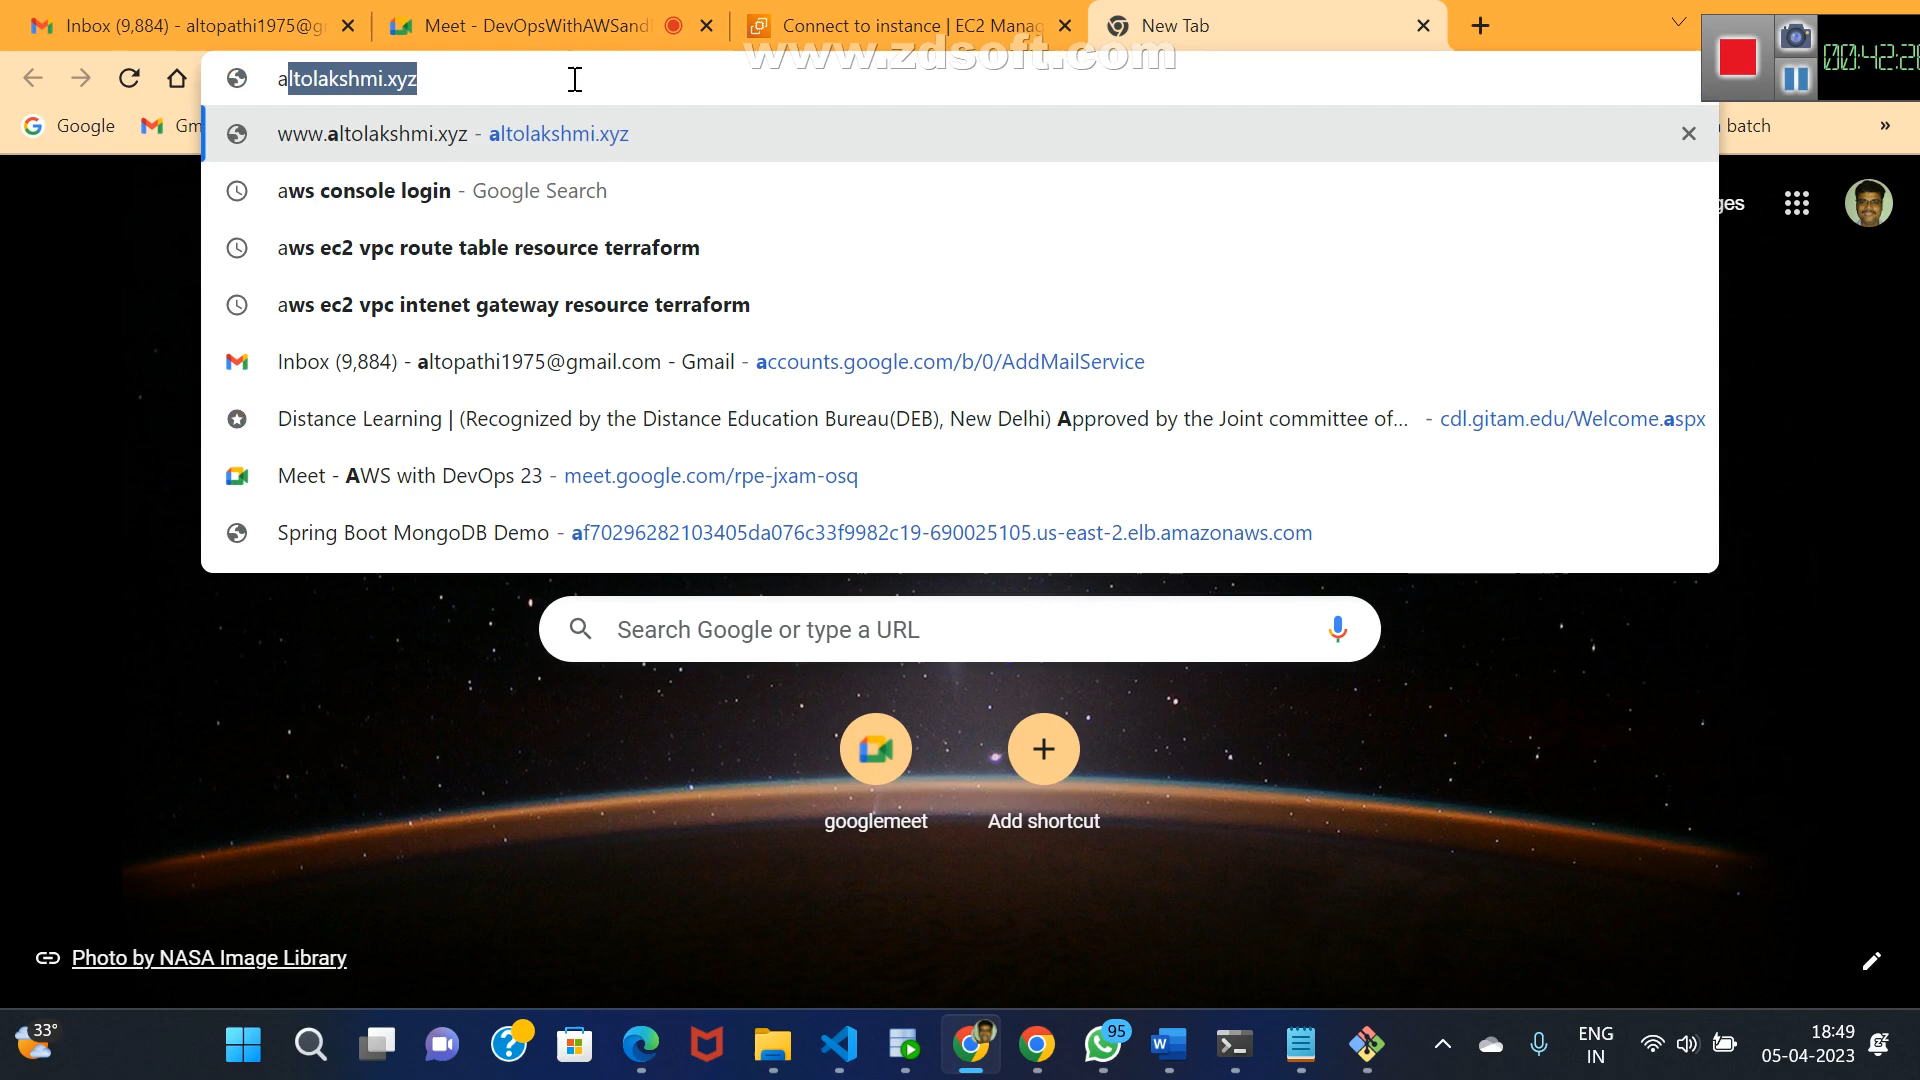 Inbox (9,884) - altopathi1975@g
Meet - DevOpsWithAWSand
Connect to instance | EC2 Manag
New Tab
www.zdsoft.com
altolakshmi.xyz
Google
Gm
batch
www.altolakshmi.xyz - altolakshmi.xyz
aws console login - Google Search
aws ec2 vpc route table resource terraform
aws ec2 vpc intenet gateway resource terraform
Inbox (9,884) - altopathi1975@gmail.com - Gmail - accounts.google.com/b/0/AddMailService
Distance Learning | (Recognized by the Distance Education Bureau(DEB), New Delhi) Approved by the Joint committee of... - cdl.gitam.edu/Welcome.aspx
Meet - AWS with DevOps 23 - meet.google.com/rpe-jxam-osq
Spring Boot MongoDB Demo - af70296282103405da076c33f9982c19-690025105.us-east-2.elb.amazonaws.com
ges
Search Google or type a URL
googlemeet
Add shortcut
Photo by NASA Image Library
33°
95
ENG
IN
18:49
05-04-2023